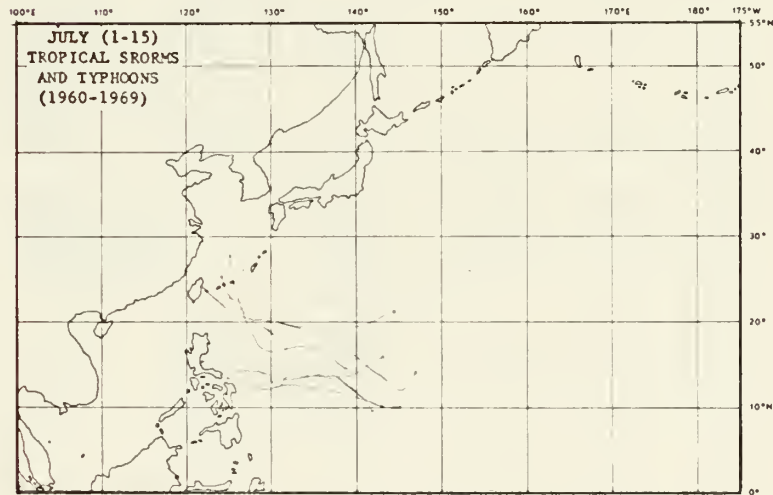 100°E 110° 120° 130° 140° 150° 160° 170°E 180° 175°W
JULY (1-15)
TROPICAL SRORMS
AND TYPHOONS
(1960-1969)
55°N
50°
40°
30°
20°
10°N
0°